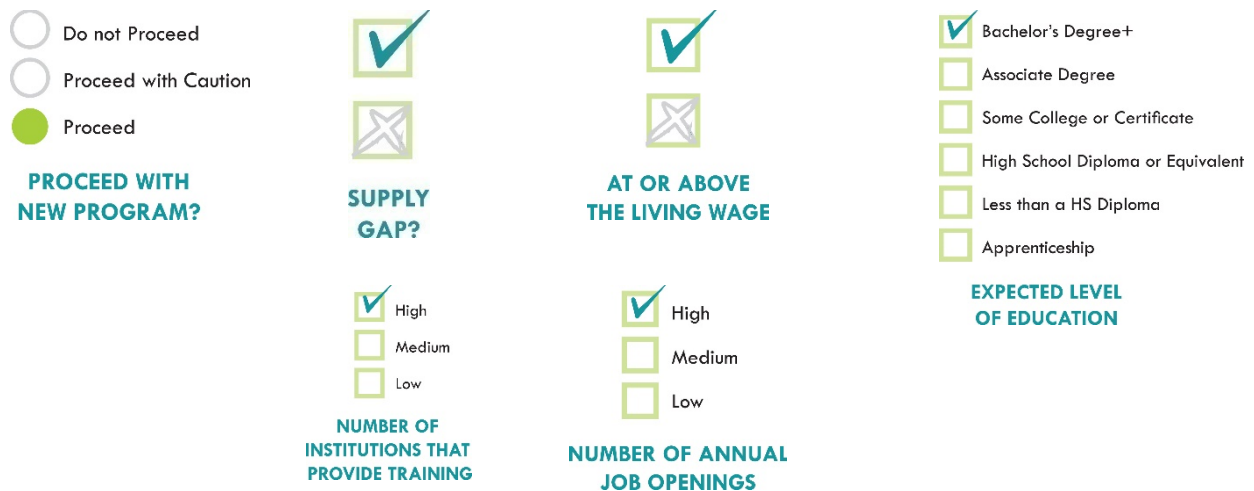 Do not Proceed
Proceed with Caution
Proceed
PROCEED WITH
NEW PROGRAM?
SUPPLY
GAP?
AT OR ABOVE
THE LIVING WAGE
Bachelor's Degree+
Associate Degree
Some College or Certificate
High School Diploma or Equivalent
Less than a HS Diploma
Apprenticeship
EXPECTED LEVEL
OF EDUCATION
High
Medium
Low
NUMBER OF
INSTITUTIONS THAT
PROVIDE TRAINING
High
Medium
Low
NUMBER OF ANNUAL
JOB OPENINGS